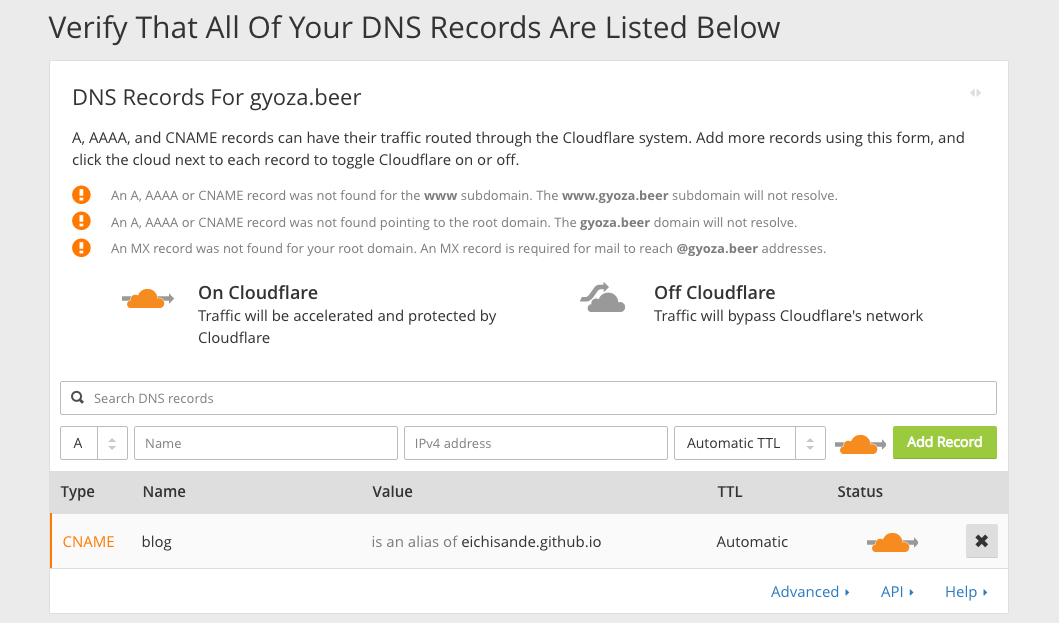 Verify That All Of Your DNS Records Are Listed Below
DNS Records For gyoza.beer
A, AAAA, and CNAME records can have their traffic routed through the Cloudflare system. Add more records using this form, and
click the cloud next to each record to toggle Cloudflare on or off.
An A, AAAA or CNAME record was not found for the www subdomain. The www.gyoza.beer subdomain will not resolve.
An A, AAAA or CNAME record was not found pointing to the root domain. The gyoza.beer domain will not resolve.
An MX record was not found for your root domain. An MX record is required for mail to reach @gyoza.beer addresses.
On Cloudflare
Traffic will be accelerated and protected by
Cloudflare
Off Cloudflare
Traffic will bypass Cloudflare's network
Search DNS records
A Name IPv4 address Automatic TTL Add Record
Type Name Value TTL Status
CNAME blog is an alias of eichisande.github.io Automatic
Advanced API Help